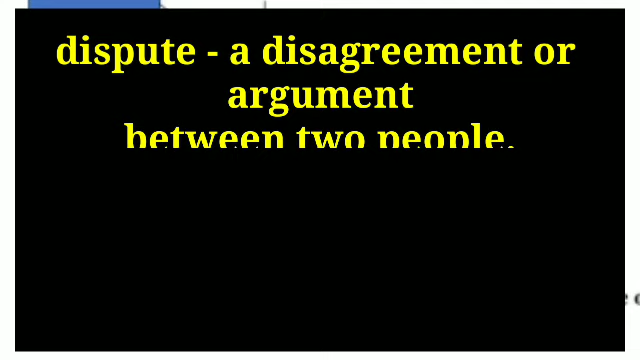 dispute - a disagreement or
argument
between two people.